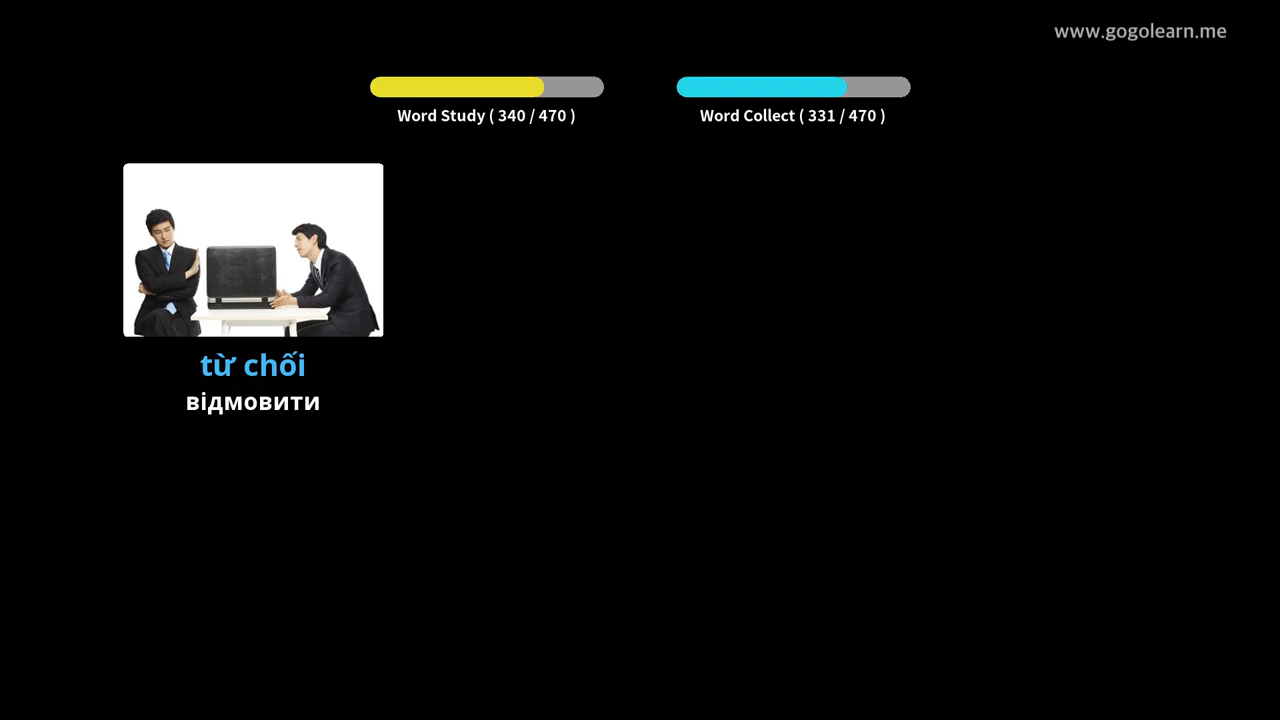 www.gogolearn.me
Word Study ( 340 / 470 )
Word Collect ( 331 / 470 )
từ chối
відмовити